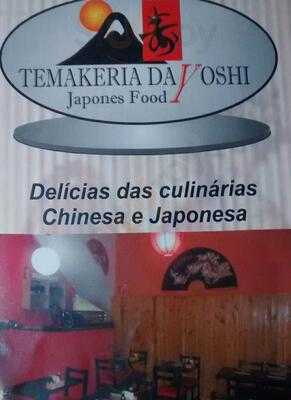 TEMAKERIA DA YOSHI
Japones Food
Delícias das culinárias
Chinesa e Japonesa